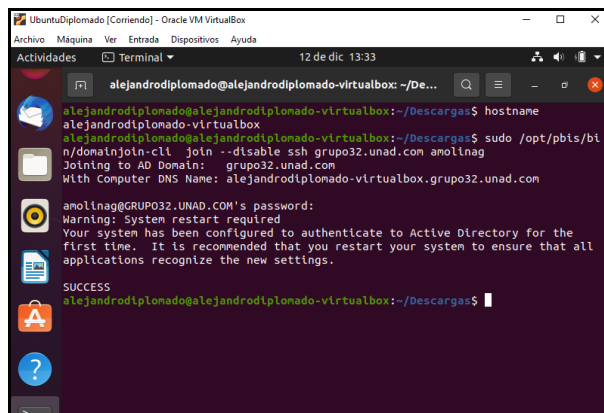 UbuntuDiplomado [Corriendo] - Oracle VM VirtualBox
Archivo Máquina Ver Entrada Dispositivos Ayuda
Actividades Terminal 12 de dic 13:33
alejandrodiplomado@alejandrodiplomado-virtualbox: ~/De...
alejandrodiplomado@alejandrodiplomado-virtualbox:~/Descargas$ hostname
alejandrodiplomado-virtualbox
alejandrodiplomado@alejandrodiplomado-virtualbox:~/Descargas$ sudo /opt/pbis/bi
n/domainjoin-cli join --disable ssh grupo32.unad.com amolinag
Joining to AD Domain: grupo32.unad.com
With Computer DNS Name: alejandrodiplomado-virtualbox.grupo32.unad.com
amolinag@GRUPO32.UNAD.COM's password:
Warning: System restart required
Your system has been configured to authenticate to Active Directory for the
first time. It is recommended that you restart your system to ensure that all
applications recognize the new settings.
SUCCESS
alejandrodiplomado@alejandrodiplomado-virtualbox:~/Descargas$